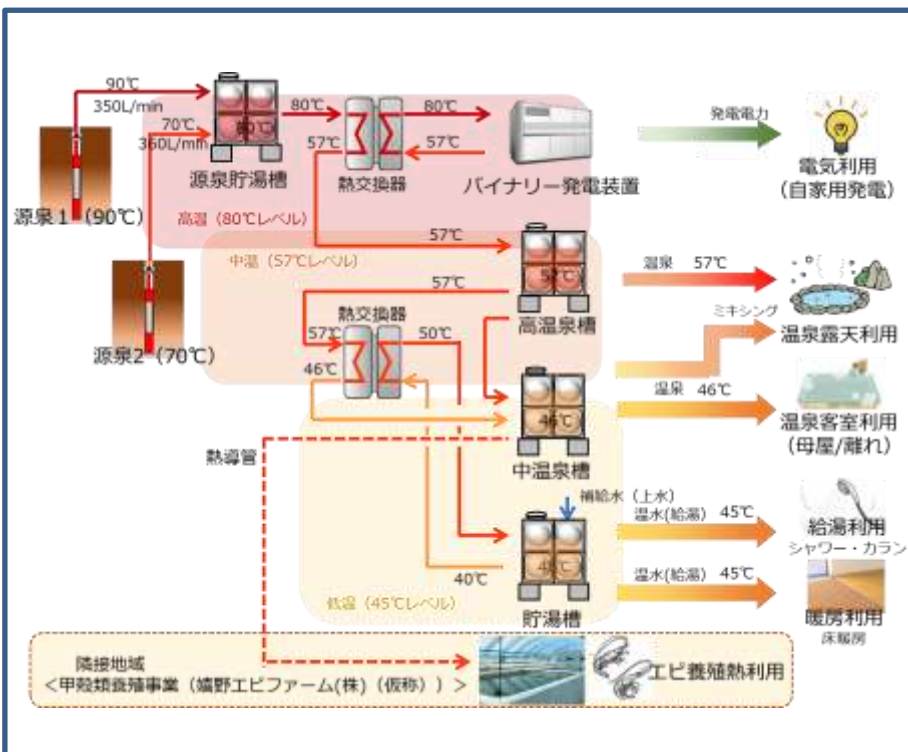 90℃
350L/min
70℃
360L/min
80℃
80℃
80℃
57℃
57℃
発電電力
源泉貯湯槽
熱交換器
バイナリー発電装置
電気利用
(自家用発電)
源泉1(90℃)
高温(80℃レベル)
57℃
中温(57℃レベル)
57℃
57℃
温泉 57℃
熱交換器
高温泉槽
ミキシング
温泉露天利用
57℃
50℃
源泉2(70℃)
46℃
46℃
温泉 46℃
温泉客室利用
(母屋/離れ)
熱導管
中温泉槽
補給水(上水)
温水(給湯) 45℃
給湯利用
シャワー・カラン
40℃
温水(給湯) 45℃
低温(45℃レベル)
貯湯槽
暖房利用
床暖房
隣接地域
<甲殻類養殖事業(嬉野エビファーム(株)(仮称))>
エビ養殖熱利用